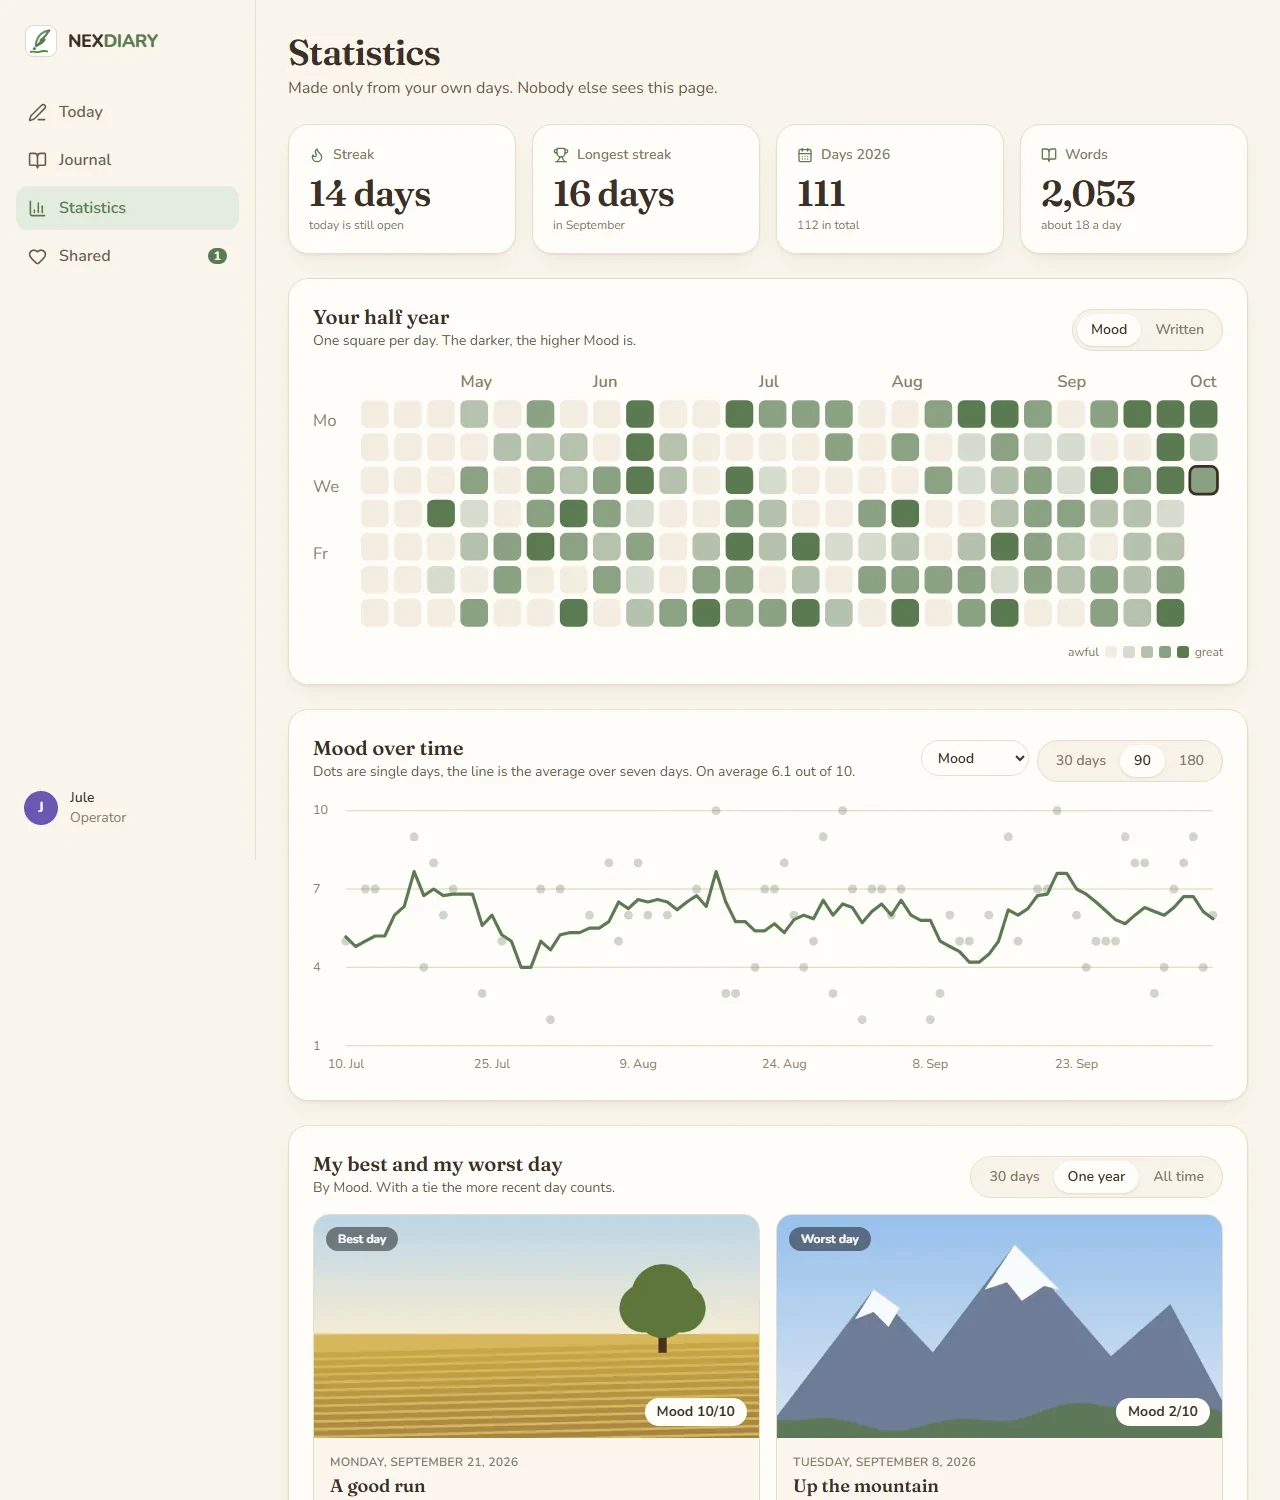 NEXDIARY
Today
Journal
Statistics
Shared 1
Jule
Operator
Statistics
Made only from your own days. Nobody else sees this page.
Streak
14 days
today is still open
Longest streak
16 days
in September
Days 2026
111
112 in total
Words
2,053
about 18 a day
Your half year
One square per day. The darker, the higher Mood is.
Mood Written
May Jun Jul Aug Sep Oct
Mo
We
Fr
awful great
Mood over time
Dots are single days, the line is the average over seven days. On average 6.1 out of 10.
Mood
30 days 90 180
10
7
4
1
10. Jul 25. Jul 9. Aug 24. Aug 8. Sep 23. Sep
My best and my worst day
By Mood. With a tie the more recent day counts.
30 days One year All time
Best day
Mood 10/10
MONDAY, SEPTEMBER 21, 2026
A good run
Worst day
Mood 2/10
TUESDAY, SEPTEMBER 8, 2026
Up the mountain
J